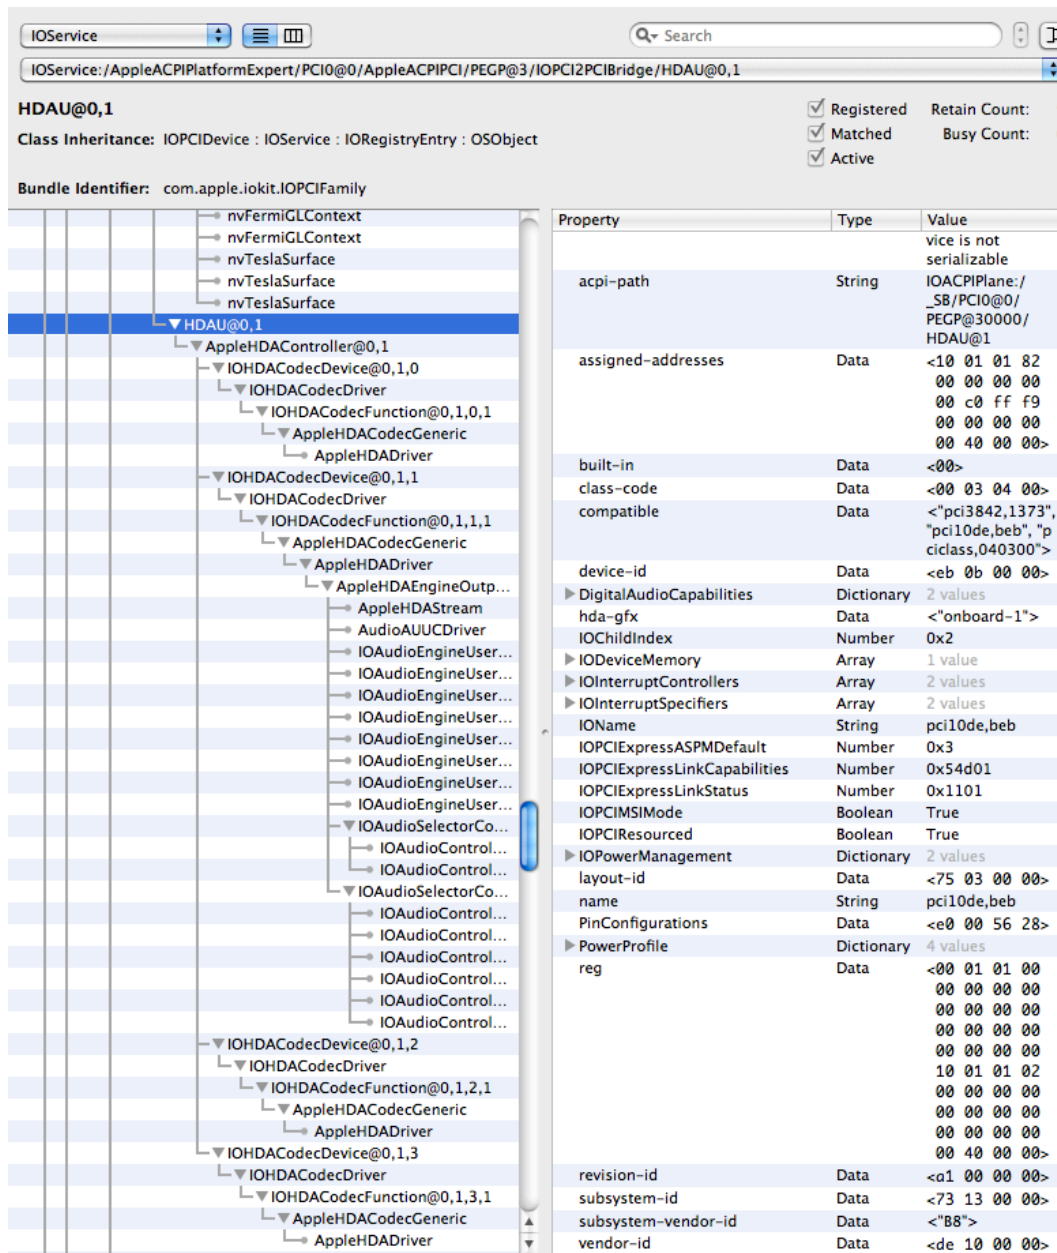 IOService
Search
IOService:/AppleACPIPlatformExpert/PCI0@0/AppleACPIPCI/PEGP@3/IOPCI2PCIBridge/HDAU@0,1
HDAU@0,1
Registered Retain Count:
Class Inheritance: IOPCIDevice : IOService : IORegistryEntry : OSObject
Matched Busy Count:
Active
Bundle Identifier: com.apple.iokit.IOPCIFamily
nvFermiGLContext
nvFermiGLContext
nvTeslaSurface
nvTeslaSurface
nvTeslaSurface
HDAU@0,1
AppleHDAController@0,1
IOHDACodecDevice@0,1,0
IOHDACodecDriver
IOHDACodecFunction@0,1,0,1
AppleHDACodecGeneric
AppleHDADriver
IOHDACodecDevice@0,1,1
IOHDACodecDriver
IOHDACodecFunction@0,1,1,1
AppleHDACodecGeneric
AppleHDADriver
AppleHDAEngineOutp...
AppleHDAStream
AudioAUUCDriver
IOAudioEngineUser...
IOAudioEngineUser...
IOAudioEngineUser...
IOAudioEngineUser...
IOAudioEngineUser...
IOAudioEngineUser...
IOAudioEngineUser...
IOAudioEngineUser...
IOAudioSelectorCo...
IOAudioControl...
IOAudioControl...
IOAudioSelectorCo...
IOAudioControl...
IOAudioControl...
IOAudioControl...
IOAudioControl...
IOAudioControl...
IOAudioControl...
IOHDACodecDevice@0,1,2
IOHDACodecDriver
IOHDACodecFunction@0,1,2,1
AppleHDACodecGeneric
AppleHDADriver
IOHDACodecDevice@0,1,3
IOHDACodecDriver
IOHDACodecFunction@0,1,3,1
AppleHDACodecGeneric
AppleHDADriver
Property Type Value
vice is not
serializable
acpi-path String IOACPIPlane:/
_SB/PCI0@0/
PEGP@30000/
HDAU@1
assigned-addresses Data <10 01 01 82
00 00 00 00
00 c0 ff f9
00 00 00 00
00 40 00 00>
built-in Data <00>
class-code Data <00 03 04 00>
compatible Data <"pci3842,1373",
"pci10de,beb", "p
ciclass,040300">
device-id Data <eb 0b 00 00>
DigitalAudioCapabilities Dictionary 2 values
hda-gfx Data <"onboard-1">
IOChildIndex Number 0x2
IODeviceMemory Array 1 value
IOInterruptControllers Array 2 values
IOInterruptSpecifiers Array 2 values
IOName String pci10de,beb
IOPCIExpressASPMDefault Number 0x3
IOPCIExpressLinkCapabilities Number 0x54d01
IOPCIExpressLinkStatus Number 0x1101
IOPCIMSIMode Boolean True
IOPCIResourced Boolean True
IOPowerManagement Dictionary 2 values
layout-id Data <75 03 00 00>
name String pci10de,beb
PinConfigurations Data <e0 00 56 28>
PowerProfile Dictionary 4 values
reg Data <00 01 01 00
00 00 00 00
00 00 00 00
00 00 00 00
00 00 00 00
10 01 01 02
00 00 00 00
00 00 00 00
00 00 00 00
00 40 00 00>
revision-id Data <a1 00 00 00>
subsystem-id Data <73 13 00 00>
subsystem-vendor-id Data <"B8">
vendor-id Data <de 10 00 00>